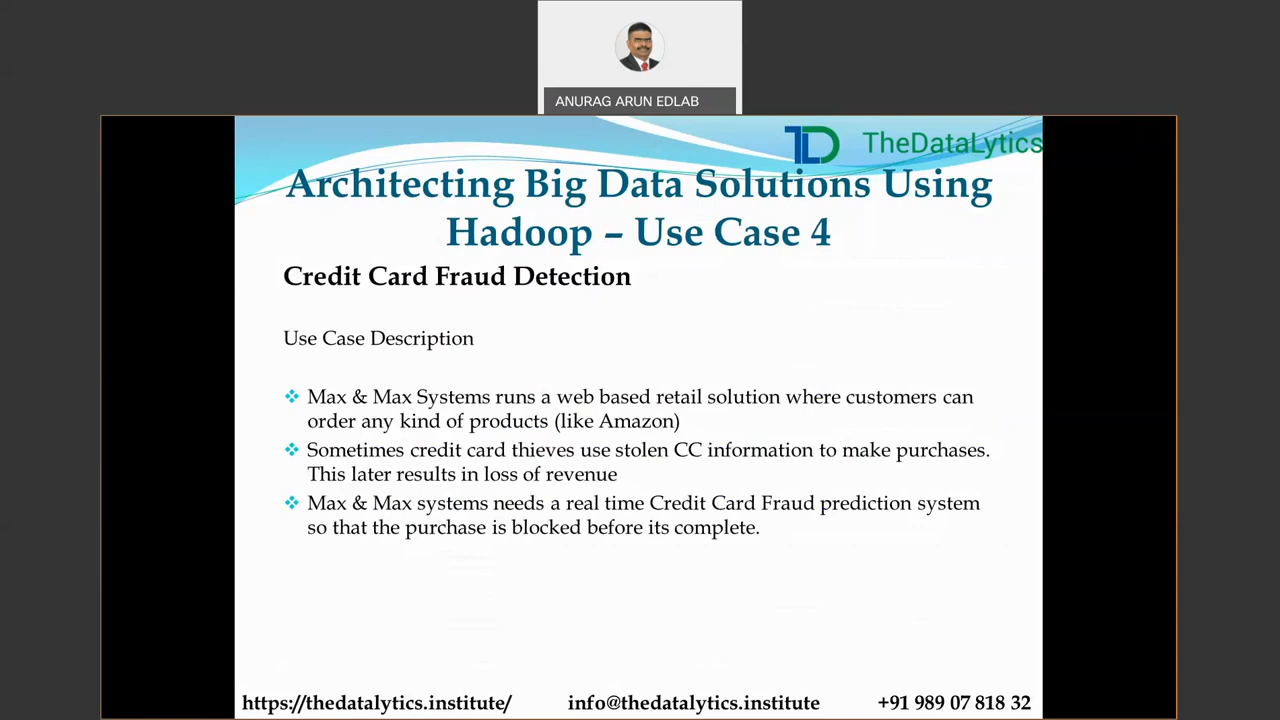 ANURAG ARUN EDLAB
TheDataLytics
Architecting Big Data Solutions Using
Hadoop – Use Case 4
Credit Card Fraud Detection
Use Case Description
Max & Max Systems runs a web based retail solution where customers can
order any kind of products (like Amazon)
Sometimes credit card thieves use stolen CC information to make purchases.
This later results in loss of revenue
Max & Max systems needs a real time Credit Card Fraud prediction system
so that the purchase is blocked before its complete.
https://thedatalytics.institute/ info@thedatalytics.institute +91 989 07 818 32